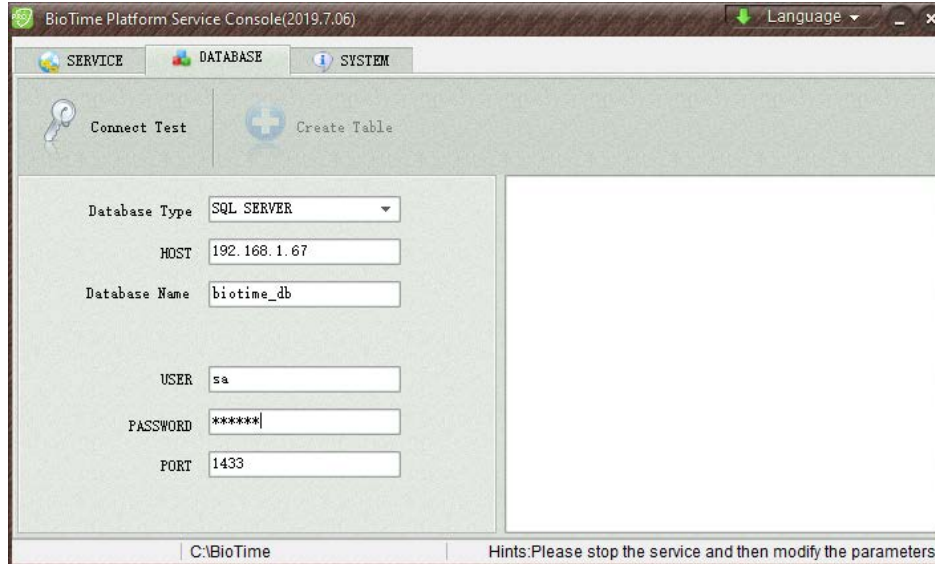 BioTime Platform Service Console(2019.7.06) Language
SERVICE DATABASE SYSTEM
Connect Test Create Table
Database Type SQL SERVER
HOST 192.168.1.67
Database Name biotime_db
USER sa
PASSWORD ******
PORT 1433
C:\BioTime Hints:Please stop the service and then modify the parameters